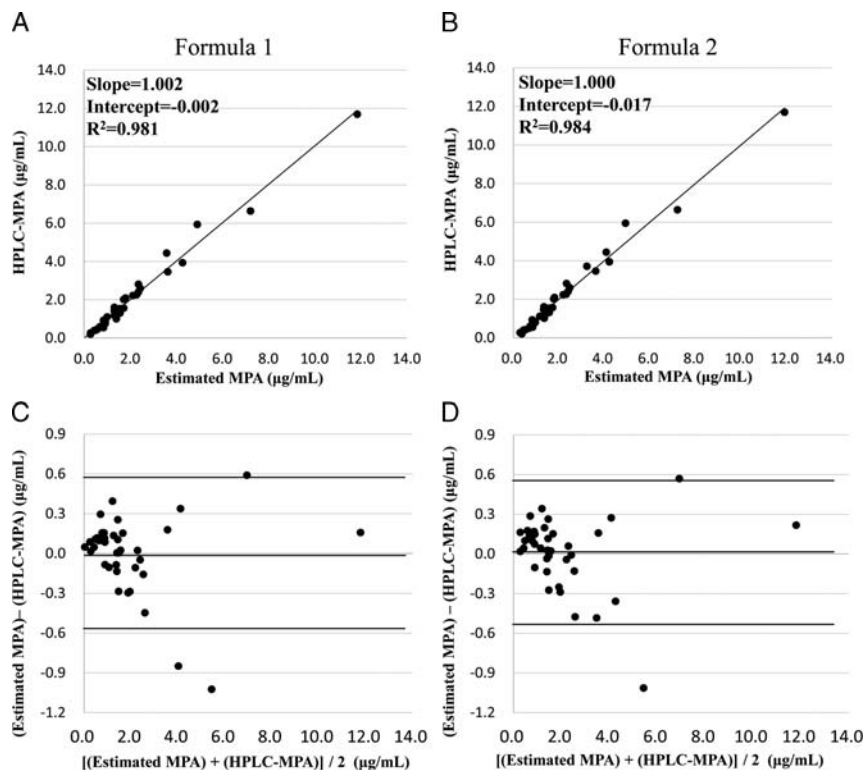 A
B
Formula 1
Formula 2
14.0
12.0
10.0
8.0
6.0
4.0
2.0
0.0
HPLC-MPA (µg/mL)
Slope=1.002
Intercept=-0.002
R²=0.981
0.0 2.0 4.0 6.0 8.0 10.0 12.0 14.0
Estimated MPA (µg/mL)
14.0
12.0
10.0
8.0
6.0
4.0
2.0
0.0
HPLC-MPA (µg/mL)
Slope=1.000
Intercept=-0.017
R²=0.984
0.0 2.0 4.0 6.0 8.0 10.0 12.0 14.0
Estimated MPA (µg/mL)
C
D
0.9
0.6
0.3
0.0
-0.3
-0.6
-0.9
-1.2
(Estimated MPA) – (HPLC-MPA) (µg/mL)
0.0 2.0 4.0 6.0 8.0 10.0 12.0 14.0
[(Estimated MPA) + (HPLC-MPA)] / 2 (µg/mL)
0.9
0.6
0.3
0.0
-0.3
-0.6
-0.9
-1.2
(Estimated MPA) – (HPLC-MPA) (µg/mL)
0.0 2.0 4.0 6.0 8.0 10.0 12.0 14.0
[(Estimated MPA) + (HPLC-MPA)] / 2 (µg/mL)